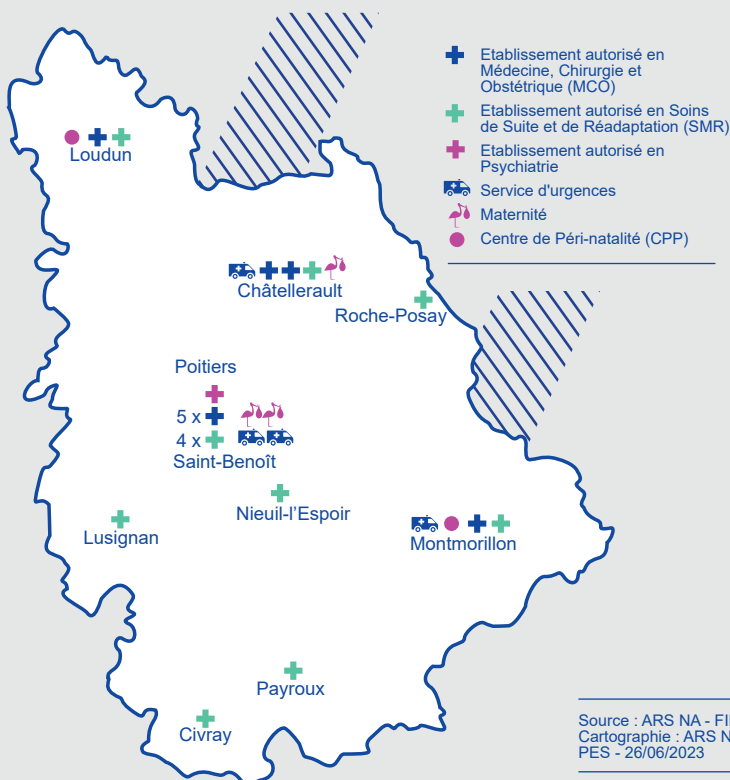 Etablissement autorisé en
Médecine, Chirurgie et
Obstétrique (MCO)
Etablissement autorisé en Soins
de Suite et de Réadaptation (SMR)
Etablissement autorisé en
Psychiatrie
Service d'urgences
Maternité
Centre de Péri-natalité (CPP)
Loudun
Châtellerault
Roche-Posay
Poitiers
5 x
4 x
Saint-Benoît
Nieuil-l'Espoir
Lusignan
Montmorillon
Payroux
Civray
Source : ARS NA - FI
Cartographie : ARS N
PES - 26/06/2023